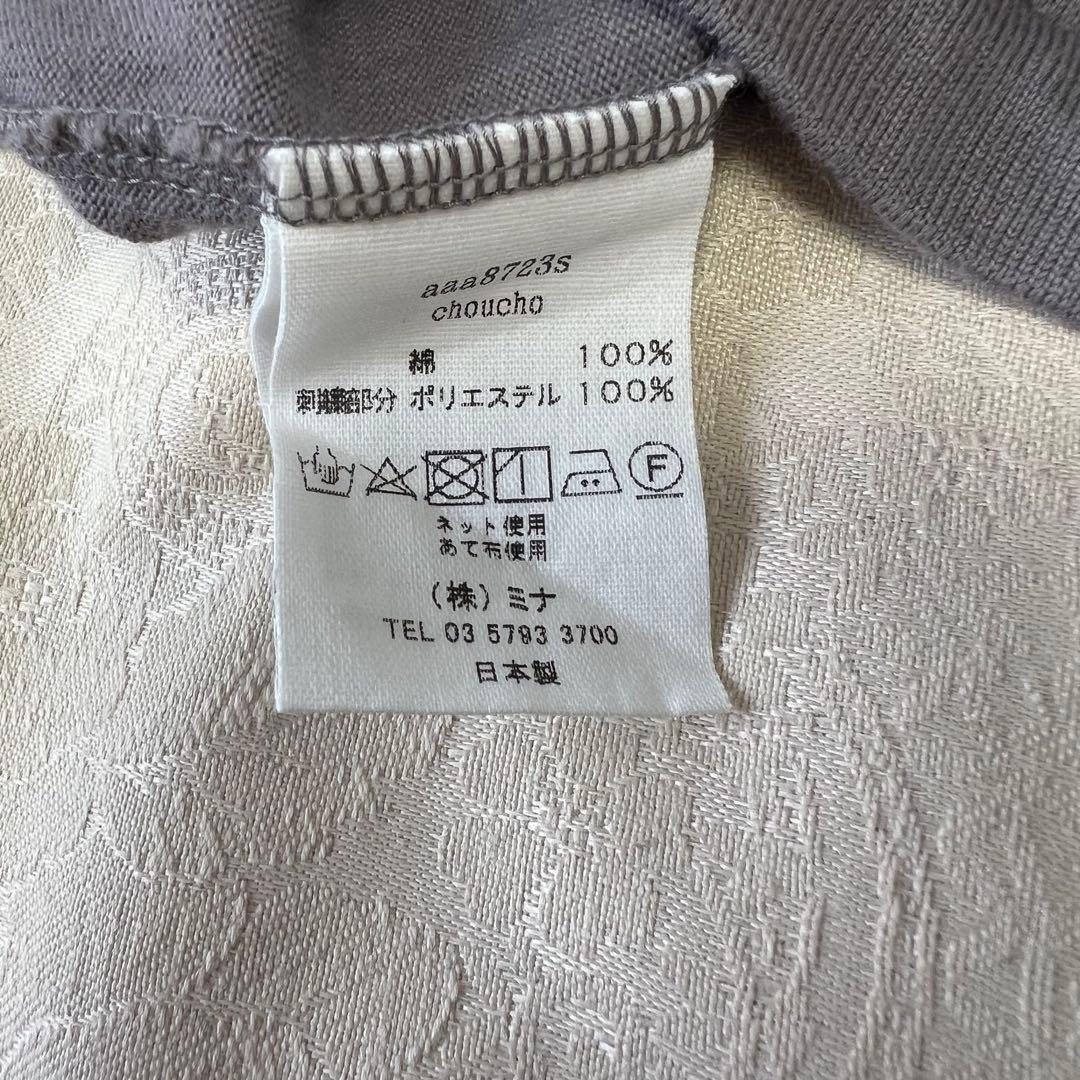 aaa8723s
choucho
綿 100%
刺繍部分 ポリエステル 100%
F
ネット使用
あて布使用
(株)ミナ
TEL 03 5793 3700
日本製